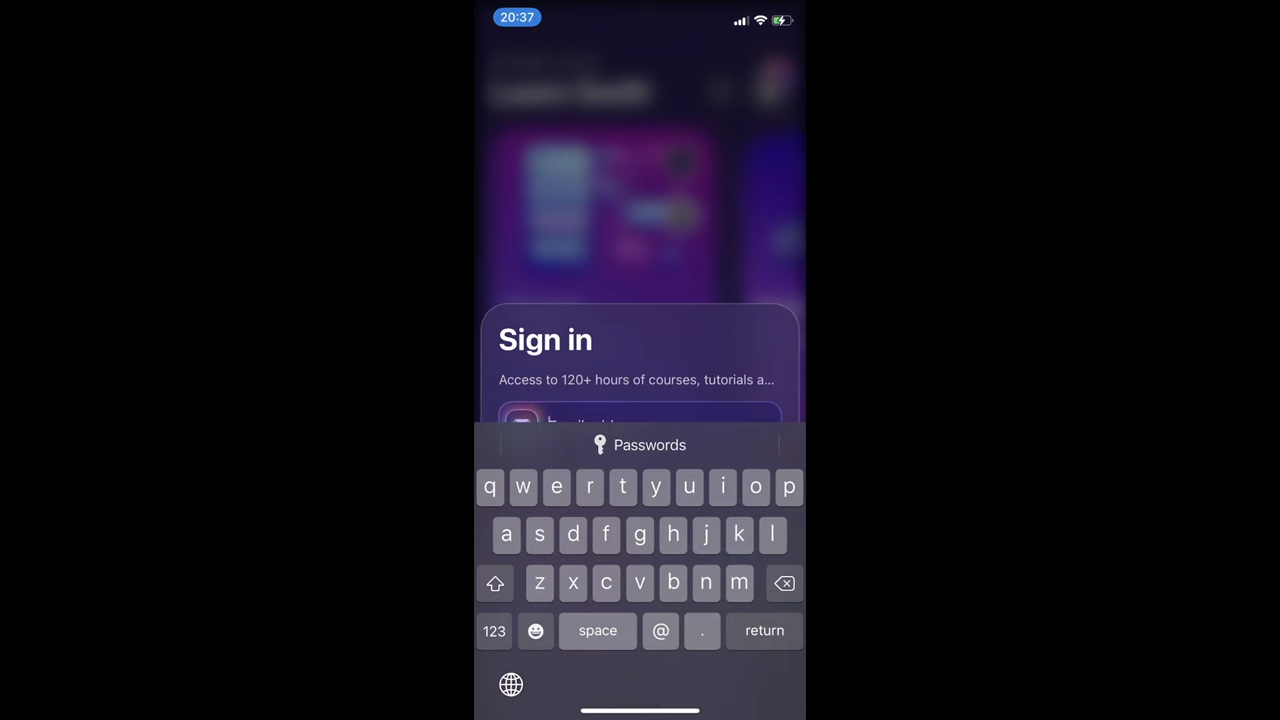 20:37
Sign in
Access to 120+ hours of courses, tutorials a...
Passwords
q w e r t y u i o p
a s d f g h j k l
z x c v b n m
123 space @ . return